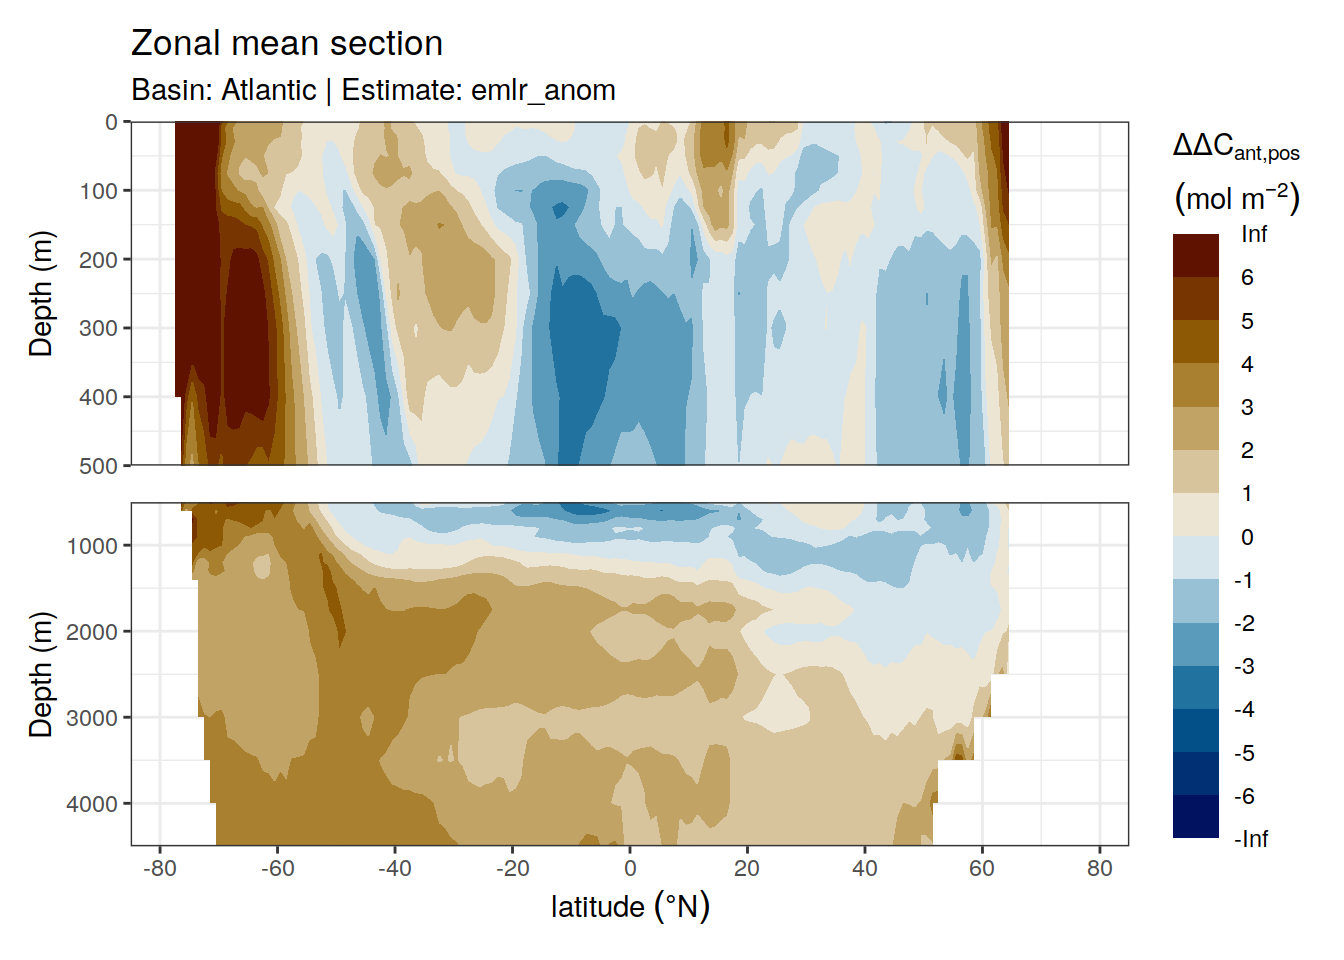 Zonal mean section
Basin: Atlantic | Estimate: emlr_anom
0
100
200
300
400
500
Depth (m)
1000
2000
3000
4000
Depth (m)
-80 -60 -40 -20 0 20 40 60 80
latitude (°N)
ΔΔCant,pos
(mol m−2)
Inf
6
5
4
3
2
1
0
-1
-2
-3
-4
-5
-6
-Inf